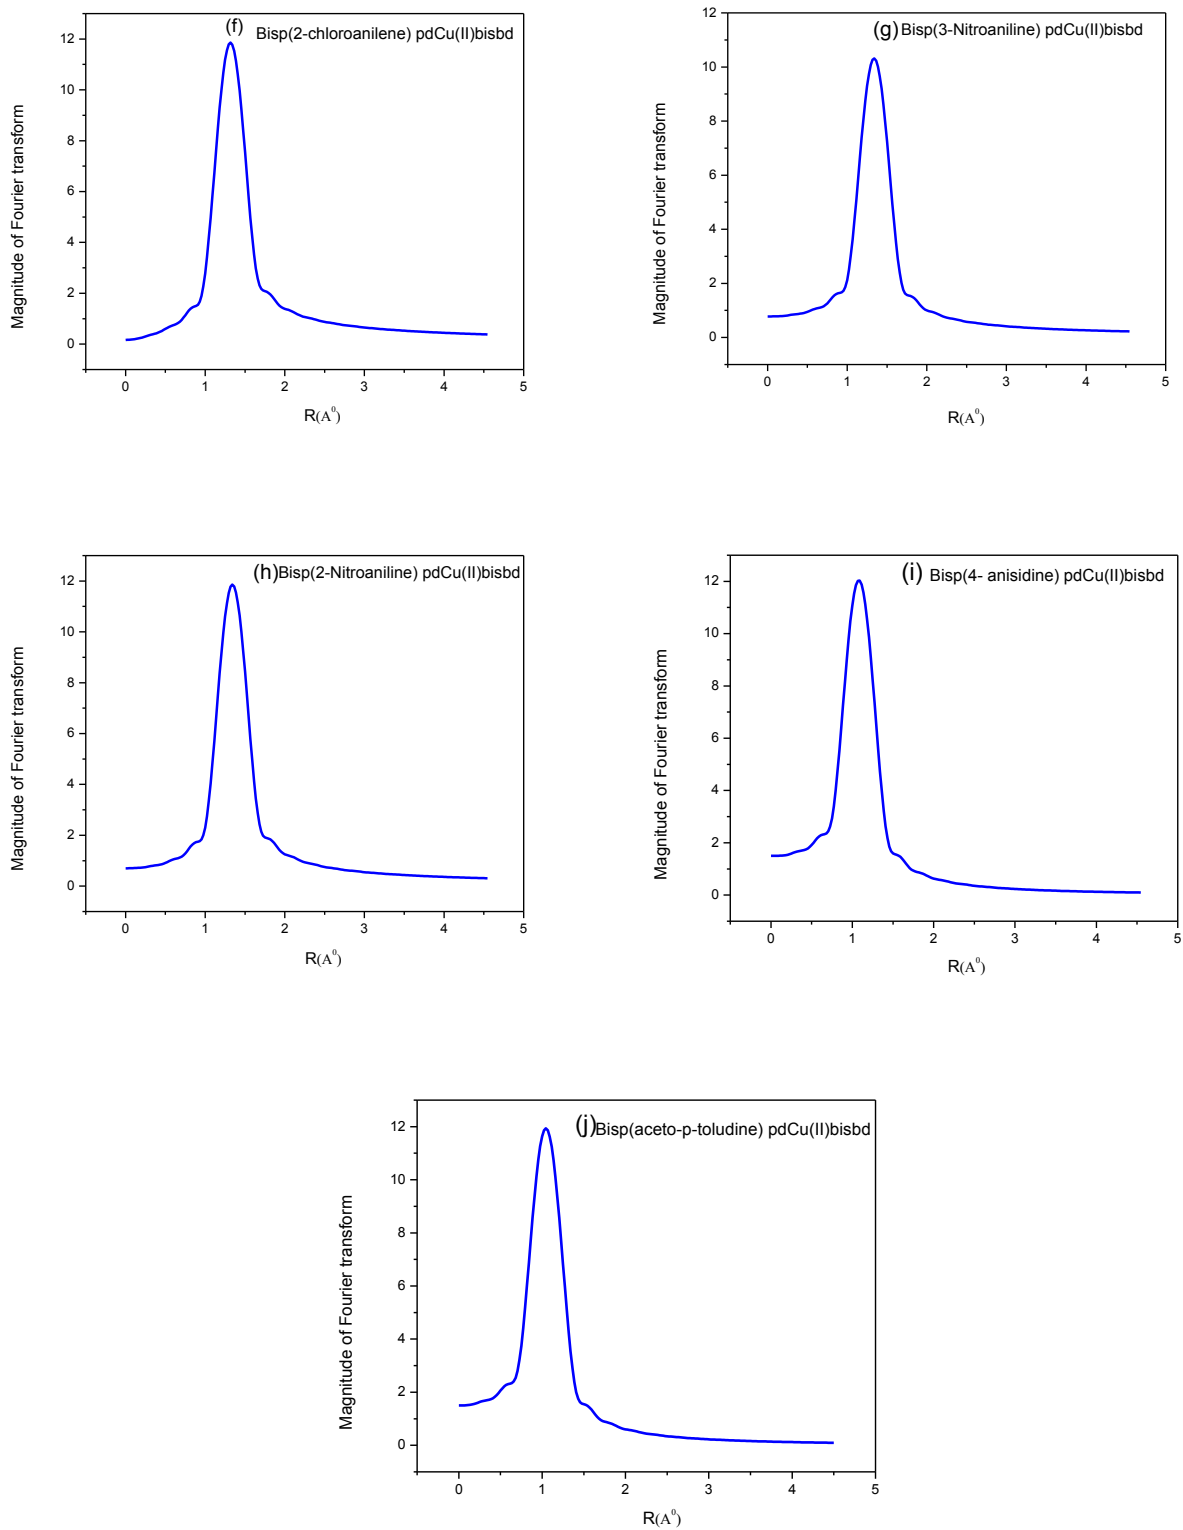 (f)
Bisp(2-chloroanilene) pdCu(II)bisbd
12
10
8
6
4
2
0
Magnitude of Fourier transform
0 1 2 3 4 5
R(A⁰)
(g) Bisp(3-Nitroaniline) pdCu(II)bisbd
12
10
8
6
4
2
0
Magnitude of Fourier transform
0 1 2 3 4 5
R(A⁰)
(h) Bisp(2-Nitroaniline) pdCu(II)bisbd
12
10
8
6
4
2
0
Magnitude of Fourier transform
0 1 2 3 4 5
R(A⁰)
(i) Bisp(4- anisidine) pdCu(II)bisbd
12
10
8
6
4
2
0
Magnitude of Fourier transform
0 1 2 3 4 5
R(A⁰)
(j) Bisp(aceto-p-toludine) pdCu(II)bisbd
12
10
8
6
4
2
0
Magnitude of Fourier transform
0 1 2 3 4 5
R(A⁰)